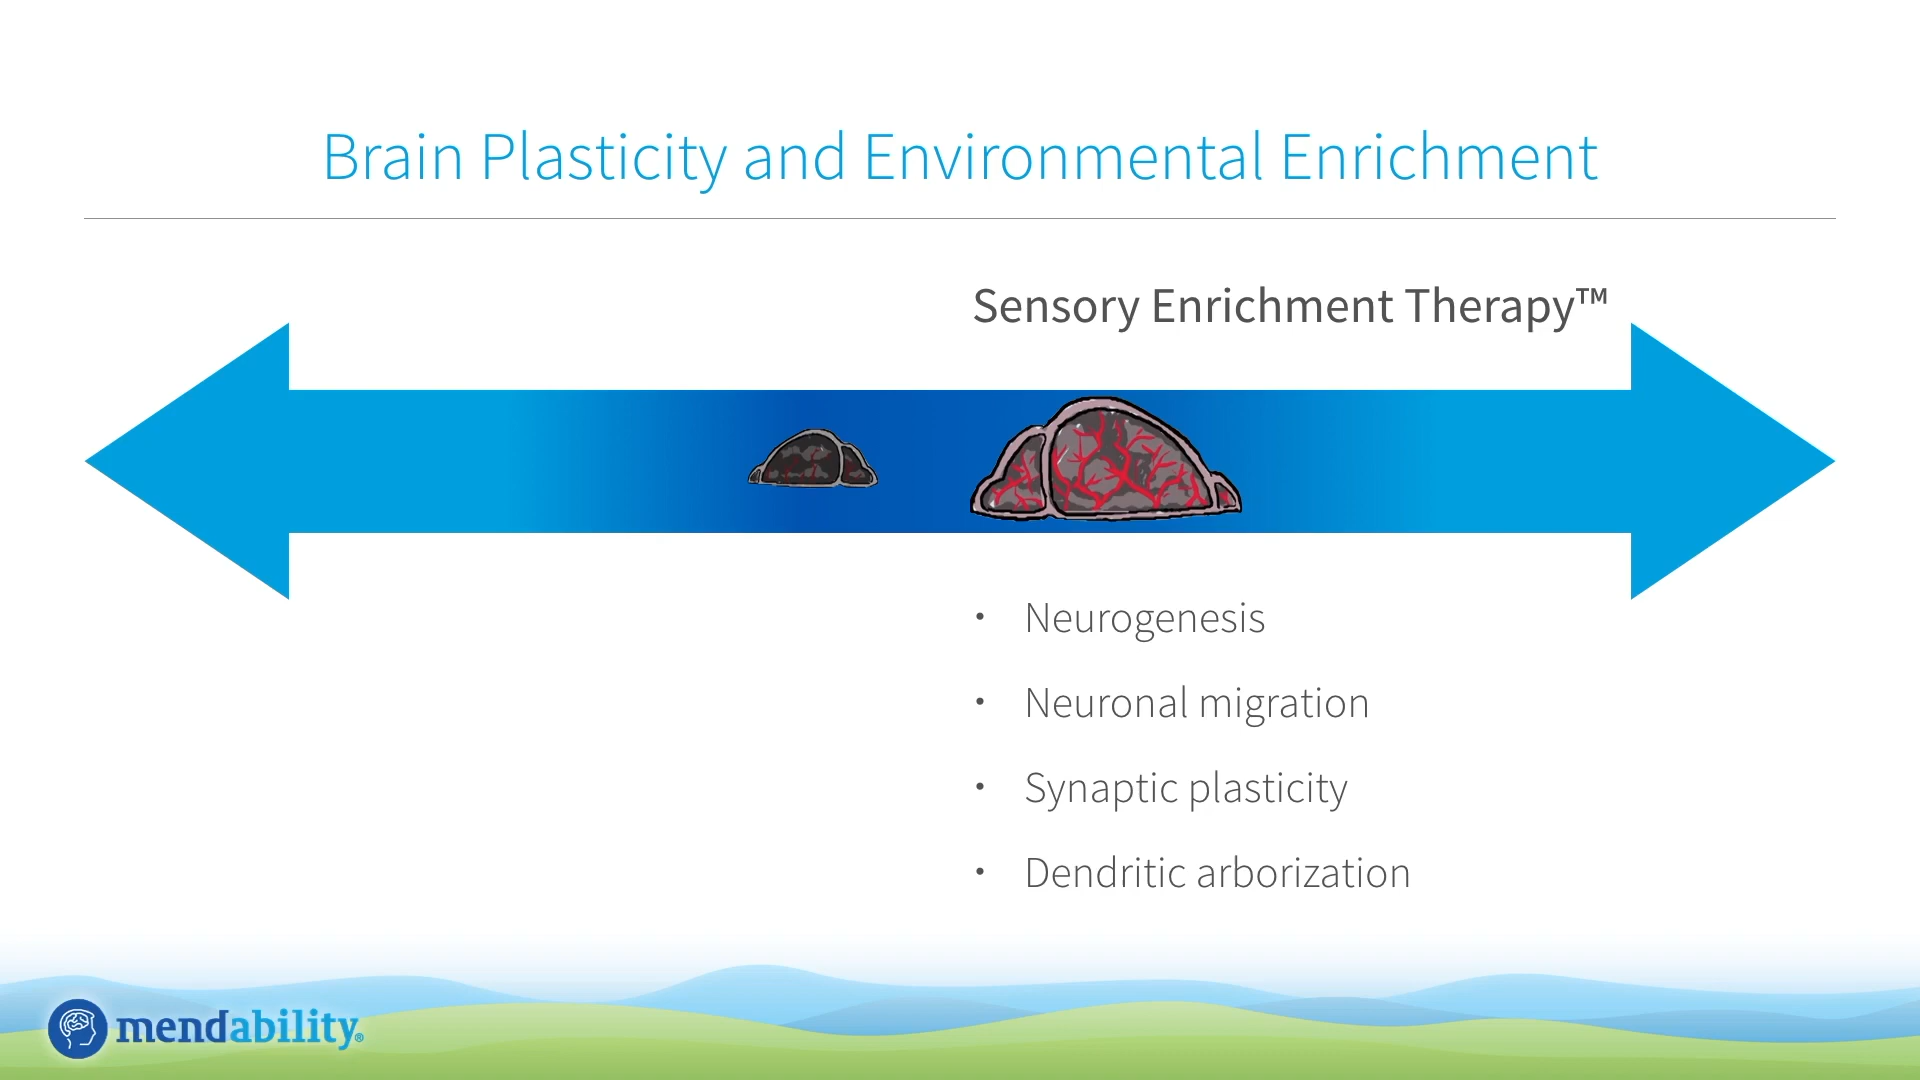 Brain Plasticity and Environmental Enrichment
Sensory Enrichment Therapy™
• Neurogenesis
• Neuronal migration
• Synaptic plasticity
• Dendritic arborization
mendability®